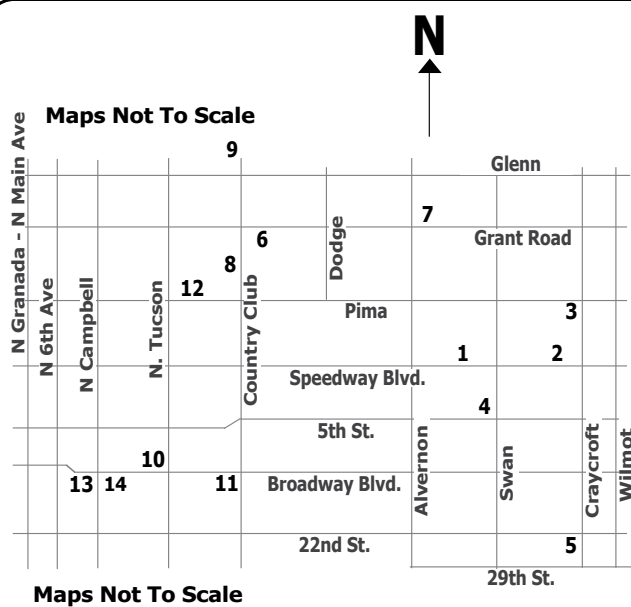 N
Maps Not To Scale
9
Glenn
N Granada - N Main Ave
7
Dodge
6
Grant Road
8
12
Pima
3
N 6th Ave
N Campbell
N. Tucson
Country Club
1
2
Speedway Blvd.
4
5th St.
10
13
14
11
Broadway Blvd.
Alvernon
Swan
Craycroft
Wilmot
22nd St.
5
29th St.
Maps Not To Scale